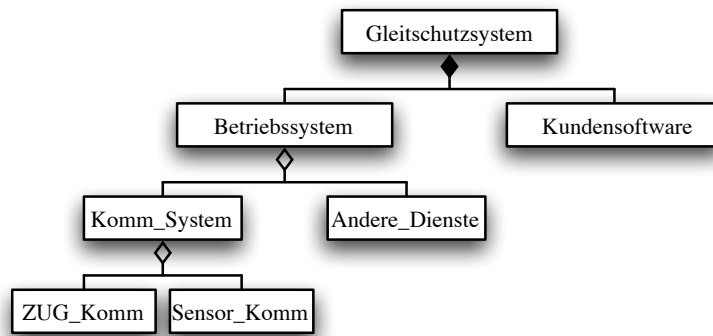 Gleitschutzsystem
Betriebssystem
Kundensoftware
Komm_System
Andere_Dienste
ZUG_Komm
Sensor_Komm